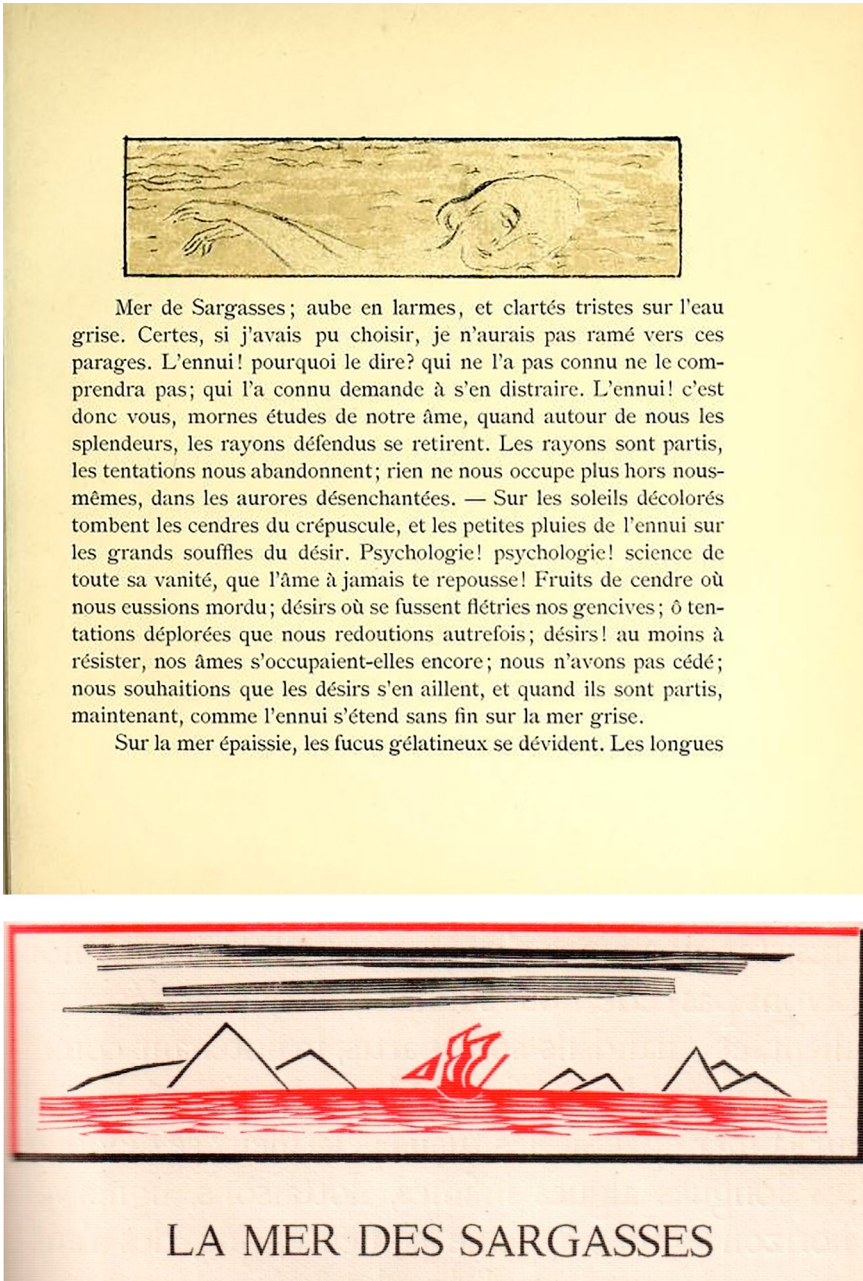 Mer de Sargasses ; aube en larmes, et clartés tristes sur l'eau
grise. Certes, si j'avais pu choisir, je n'aurais pas ramé vers ces
parages. L'ennui ! pourquoi le dire? qui ne l'a pas connu ne le com-
prendra pas ; qui l'a connu demande à s'en distraire. L'ennui ! c'est
donc vous, mornes études de notre âme, quand autour de nous les
splendeurs, les rayons défendus se retirent. Les rayons sont partis,
les tentations nous abandonnent ; rien ne nous occupe plus hors nous-
mêmes, dans les aurores désenchantées. — Sur les soleils décolorés
tombent les cendres du crépuscule, et les petites pluies de l'ennui sur
les grands souffles du désir. Psychologie ! psychologie ! science de
toute sa vanité, que l'âme à jamais te repousse ! Fruits de cendre où
nous eussions mordu ; désirs où se fussent flétries nos gencives ; ô ten-
tations déplorées que nous redoutions autrefois ; désirs ! au moins à
résister, nos âmes s'occupaient-elles encore ; nous n'avons pas cédé ;
nous souhaitions que les désirs s'en aillent, et quand ils sont partis,
maintenant, comme l'ennui s'étend sans fin sur la mer grise.
Sur la mer épaissie, les fucus gélatineux se dévident. Les longues
LA MER DES SARGASSES